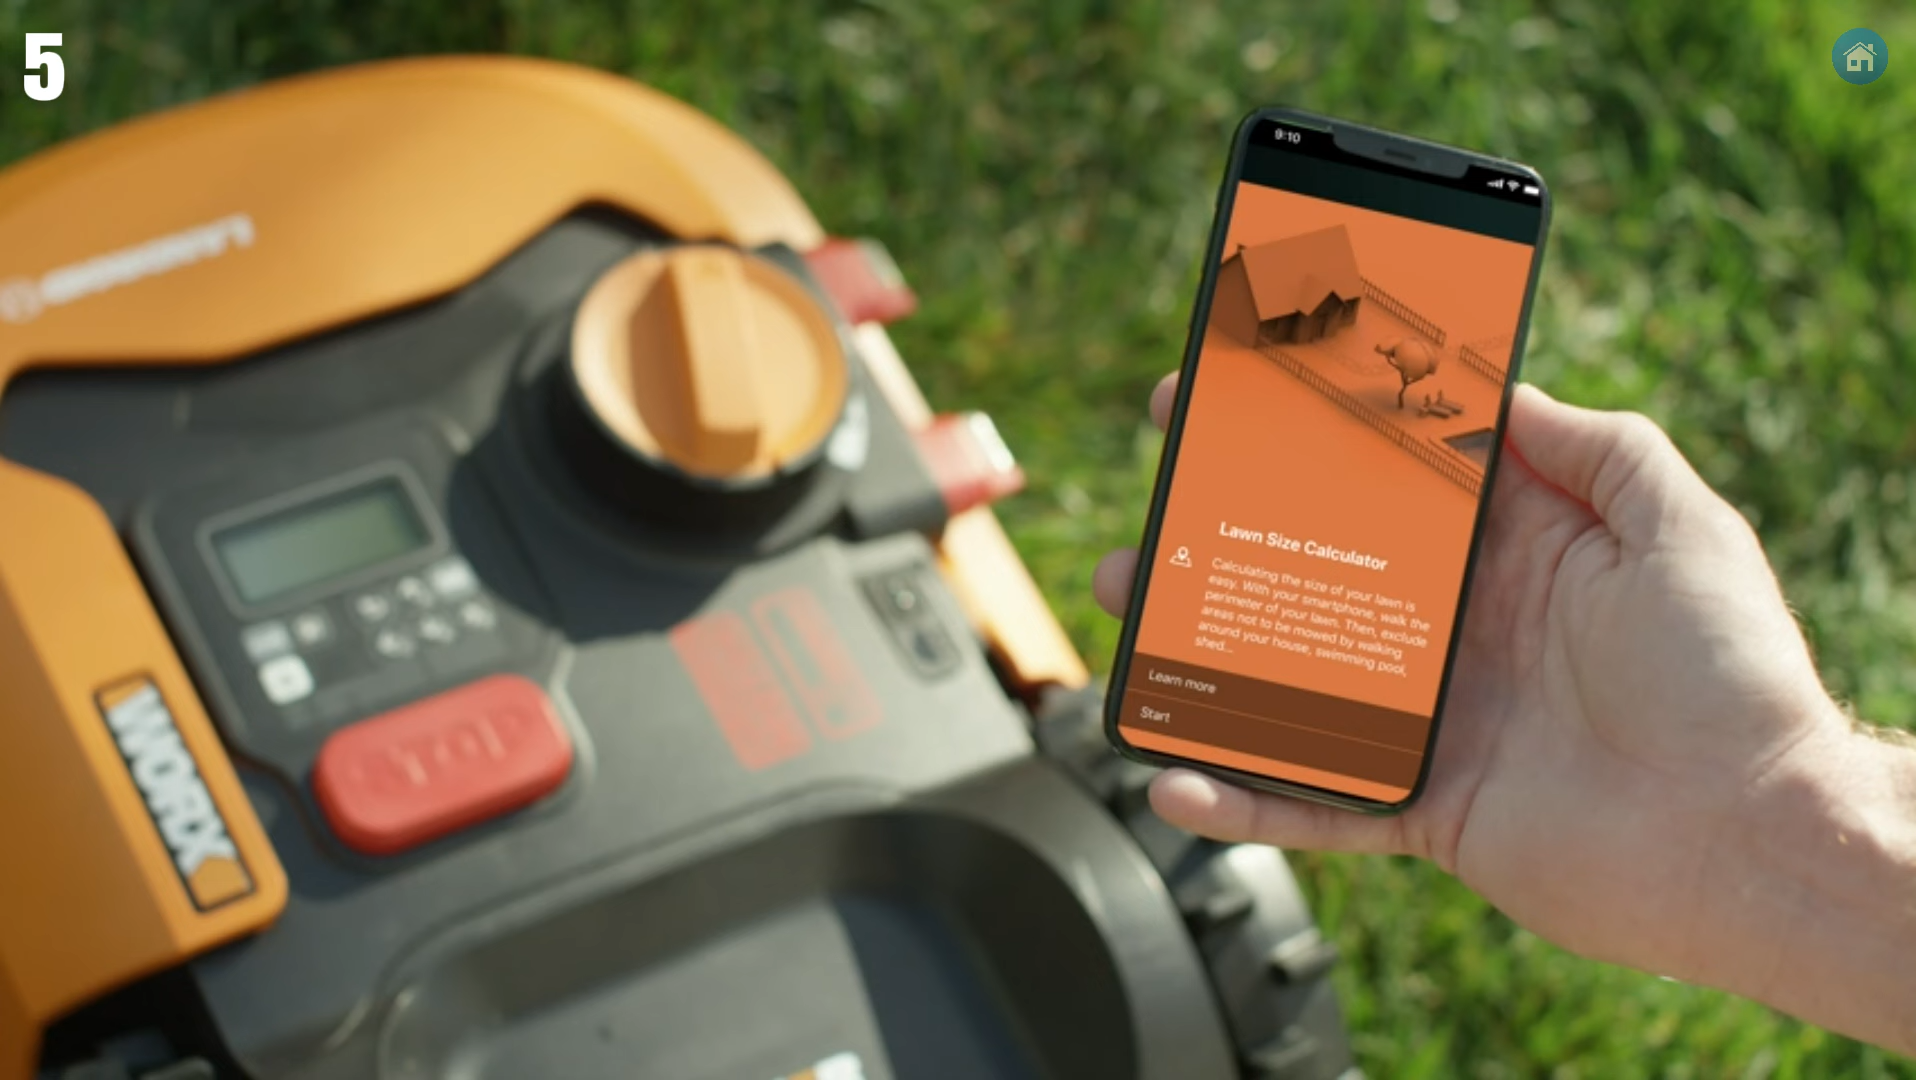 5
LANDROID
WORX
STOP
9:10
Lawn Size Calculator
Calculating the size of your lawn is
easy. With your smartphone, walk the
perimeter of your lawn. Then, exclude
areas not to be mowed by walking
around your house, swimming pool,
shed...
Learn more
Start